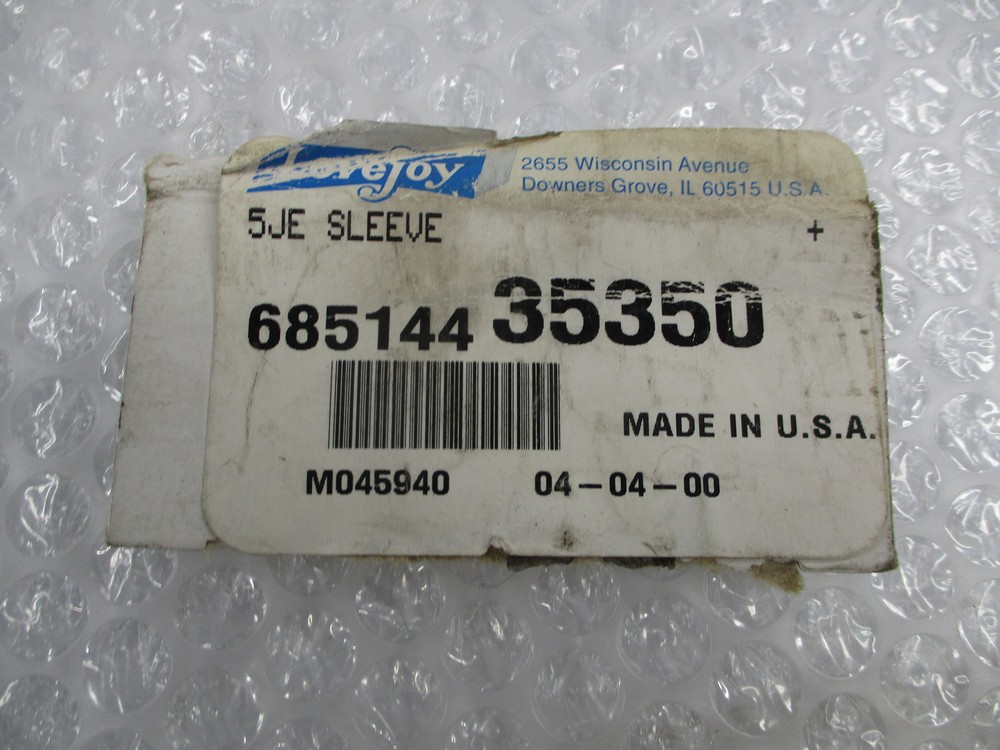 Lovejoy
2655 Wisconsin Avenue
Downers Grove, IL 60515 U.S.A.
5JE SLEEVE +
685144 35350
MADE IN U.S.A.
M045940 04-04-00